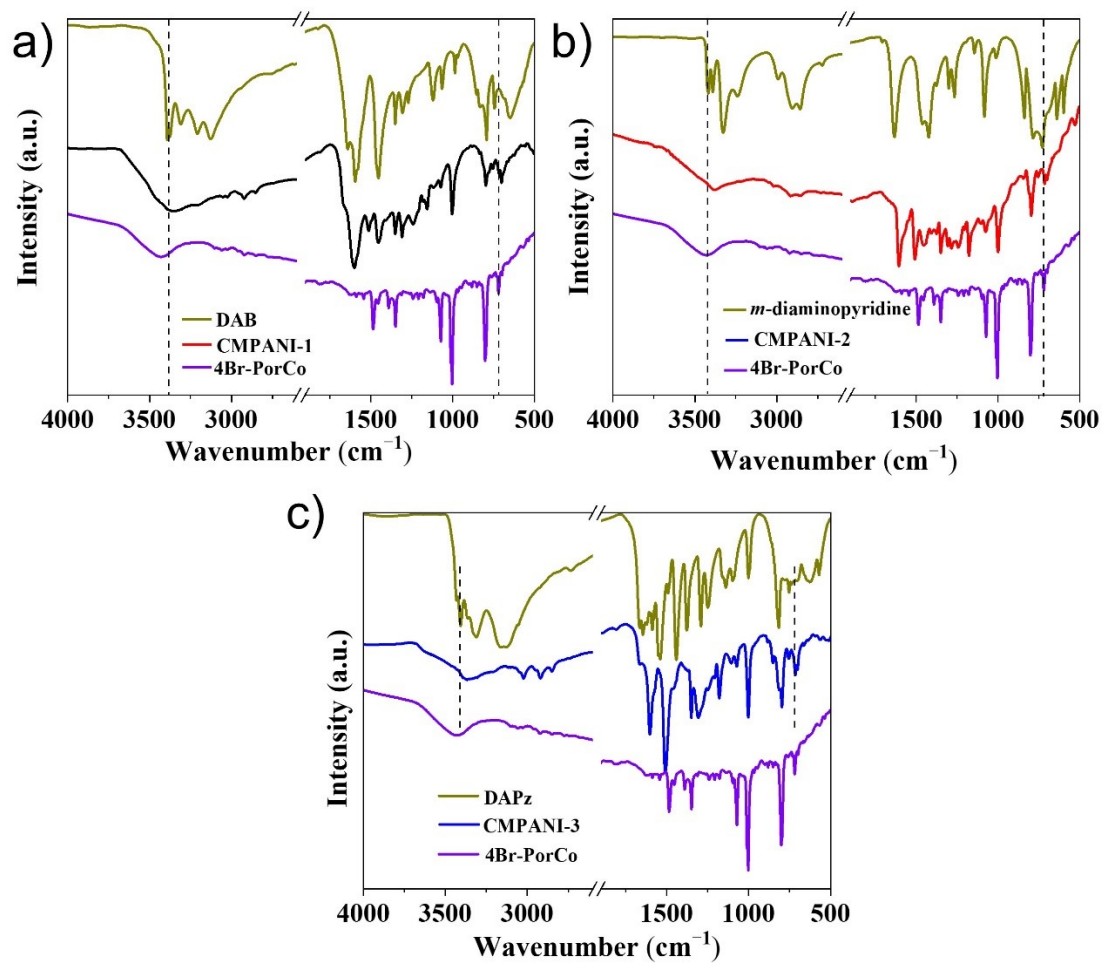 a)
Intensity (a.u.)
DAB
CMPANI-1
4Br-PorCo
4000 3500 3000 1500 1000 500
Wavenumber (cm⁻¹)
b)
Intensity (a.u.)
m-diaminopyridine
CMPANI-2
4Br-PorCo
4000 3500 3000 1500 1000 500
Wavenumber (cm⁻¹)
c)
Intensity (a.u.)
DAPz
CMPANI-3
4Br-PorCo
4000 3500 3000 1500 1000 500
Wavenumber (cm⁻¹)